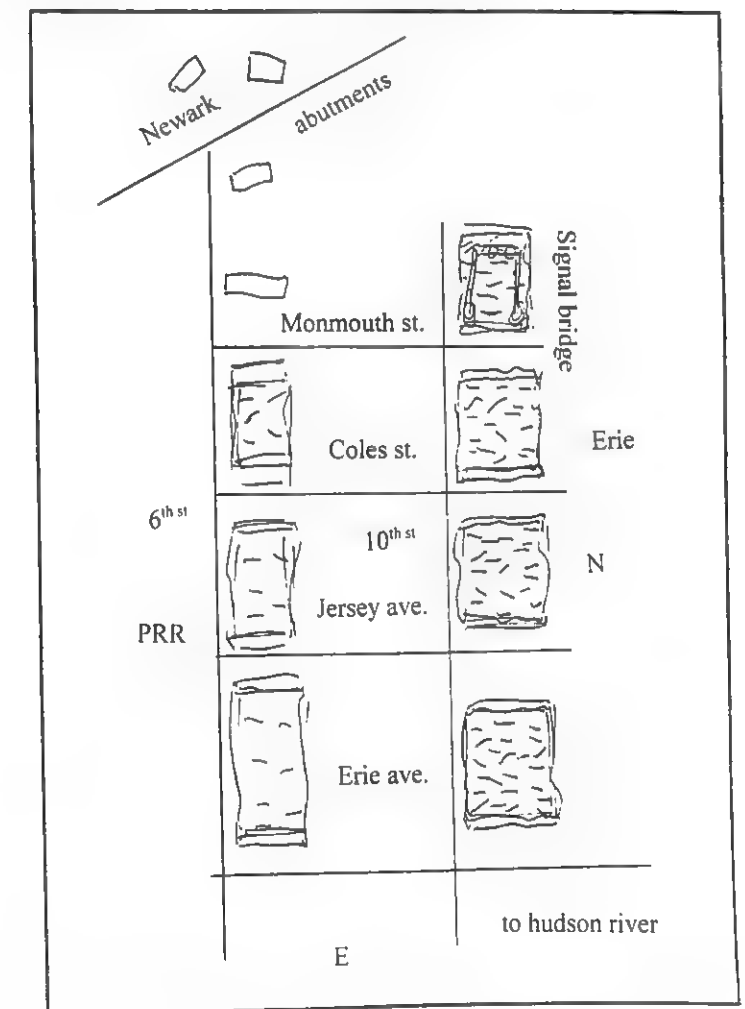 Newark
abutments
Signal bridge
Monmouth st.
Coles st.
Erie
6th st
10th st
N
Jersey ave.
PRR
Erie ave.
to hudson river
E